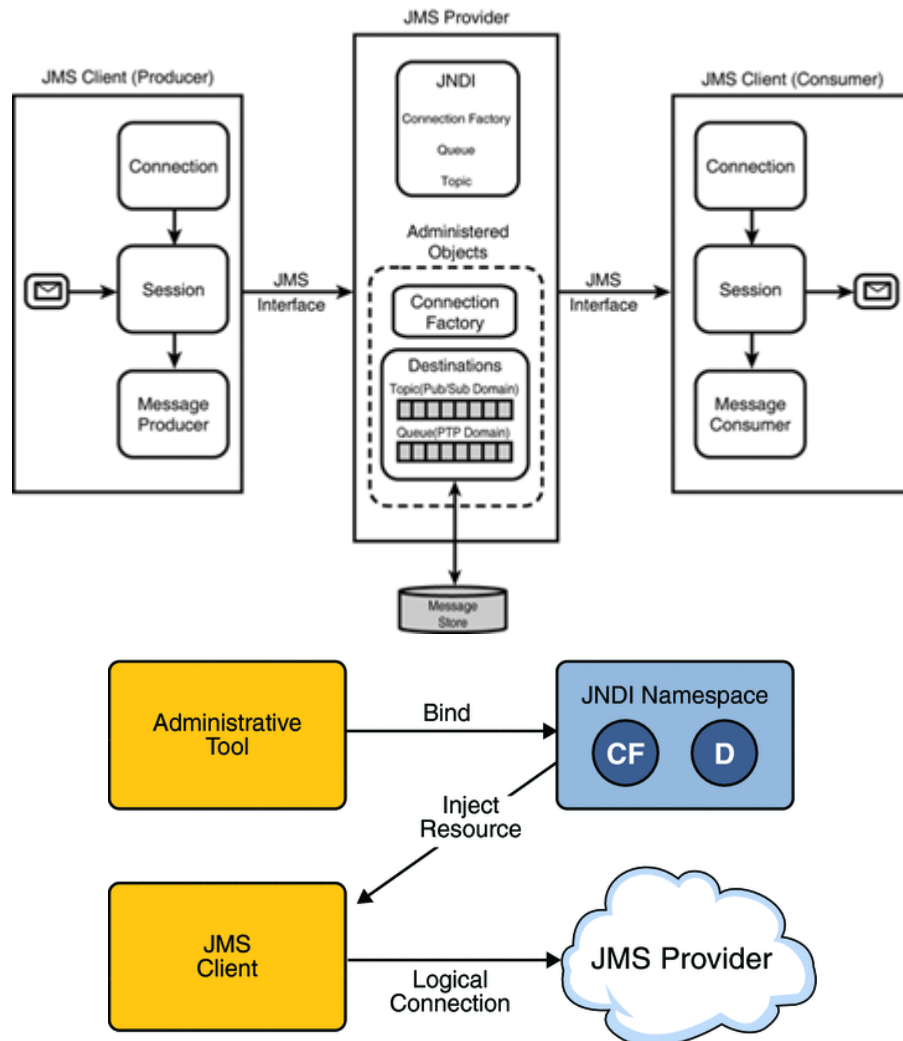 JMS Provider
JMS Client (Producer)
JMS Client (Consumer)
JNDI
Connection Factory
Queue
Topic
Connection
Connection
Administered
Objects
Session
JMS
Interface
JMS
Interface
Session
Connection
Factory
Destinations
Topic(Pub/Sub Domain)
Queue(PTP Domain)
Message
Producer
Message
Consumer
Message
Store
Administrative
Tool
Bind
JNDI Namespace
CF
D
Inject
Resource
JMS
Client
Logical
Connection
JMS Provider